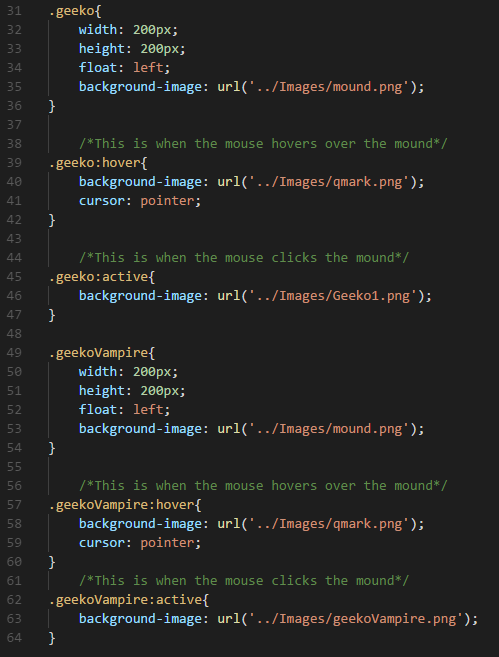 31 .geeko{
32     width: 200px;
33     height: 200px;
34     float: left;
35     background-image: url('../Images/mound.png');
36 }
37
38     /*This is when the mouse hovers over the mound*/
39 .geeko:hover{
40     background-image: url('../Images/qmark.png');
41     cursor: pointer;
42 }
43
44     /*This is when the mouse clicks the mound*/
45 .geeko:active{
46     background-image: url('../Images/Geeko1.png');
47 }
48
49 .geekoVampire{
50     width: 200px;
51     height: 200px;
52     float: left;
53     background-image: url('../Images/mound.png');
54 }
55
56     /*This is when the mouse hovers over the mound*/
57 .geekoVampire:hover{
58     background-image: url('../Images/qmark.png');
59     cursor: pointer;
60 }
61     /*This is when the mouse clicks the mound*/
62 .geekoVampire:active{
63     background-image: url('../Images/geekoVampire.png');
64 }